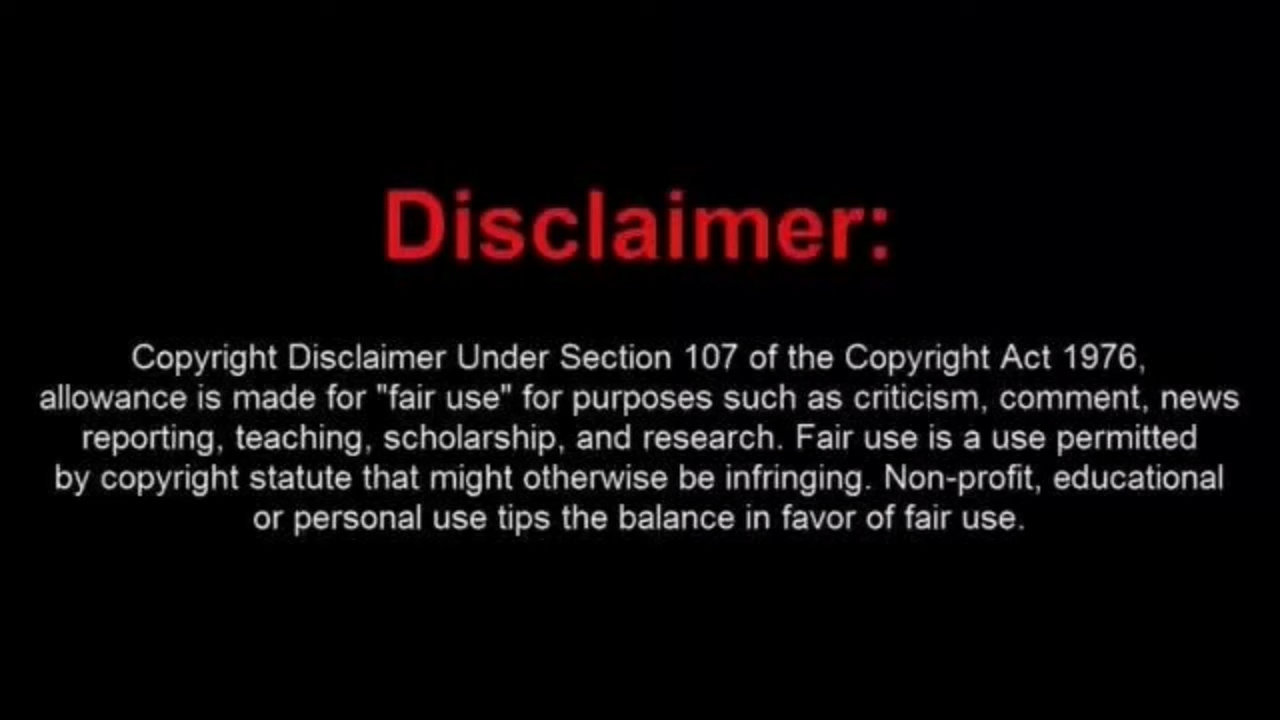 Disclaimer:
Copyright Disclaimer Under Section 107 of the Copyright Act 1976,
allowance is made for "fair use" for purposes such as criticism, comment, news
reporting, teaching, scholarship, and research. Fair use is a use permitted
by copyright statute that might otherwise be infringing. Non-profit, educational
or personal use tips the balance in favor of fair use.